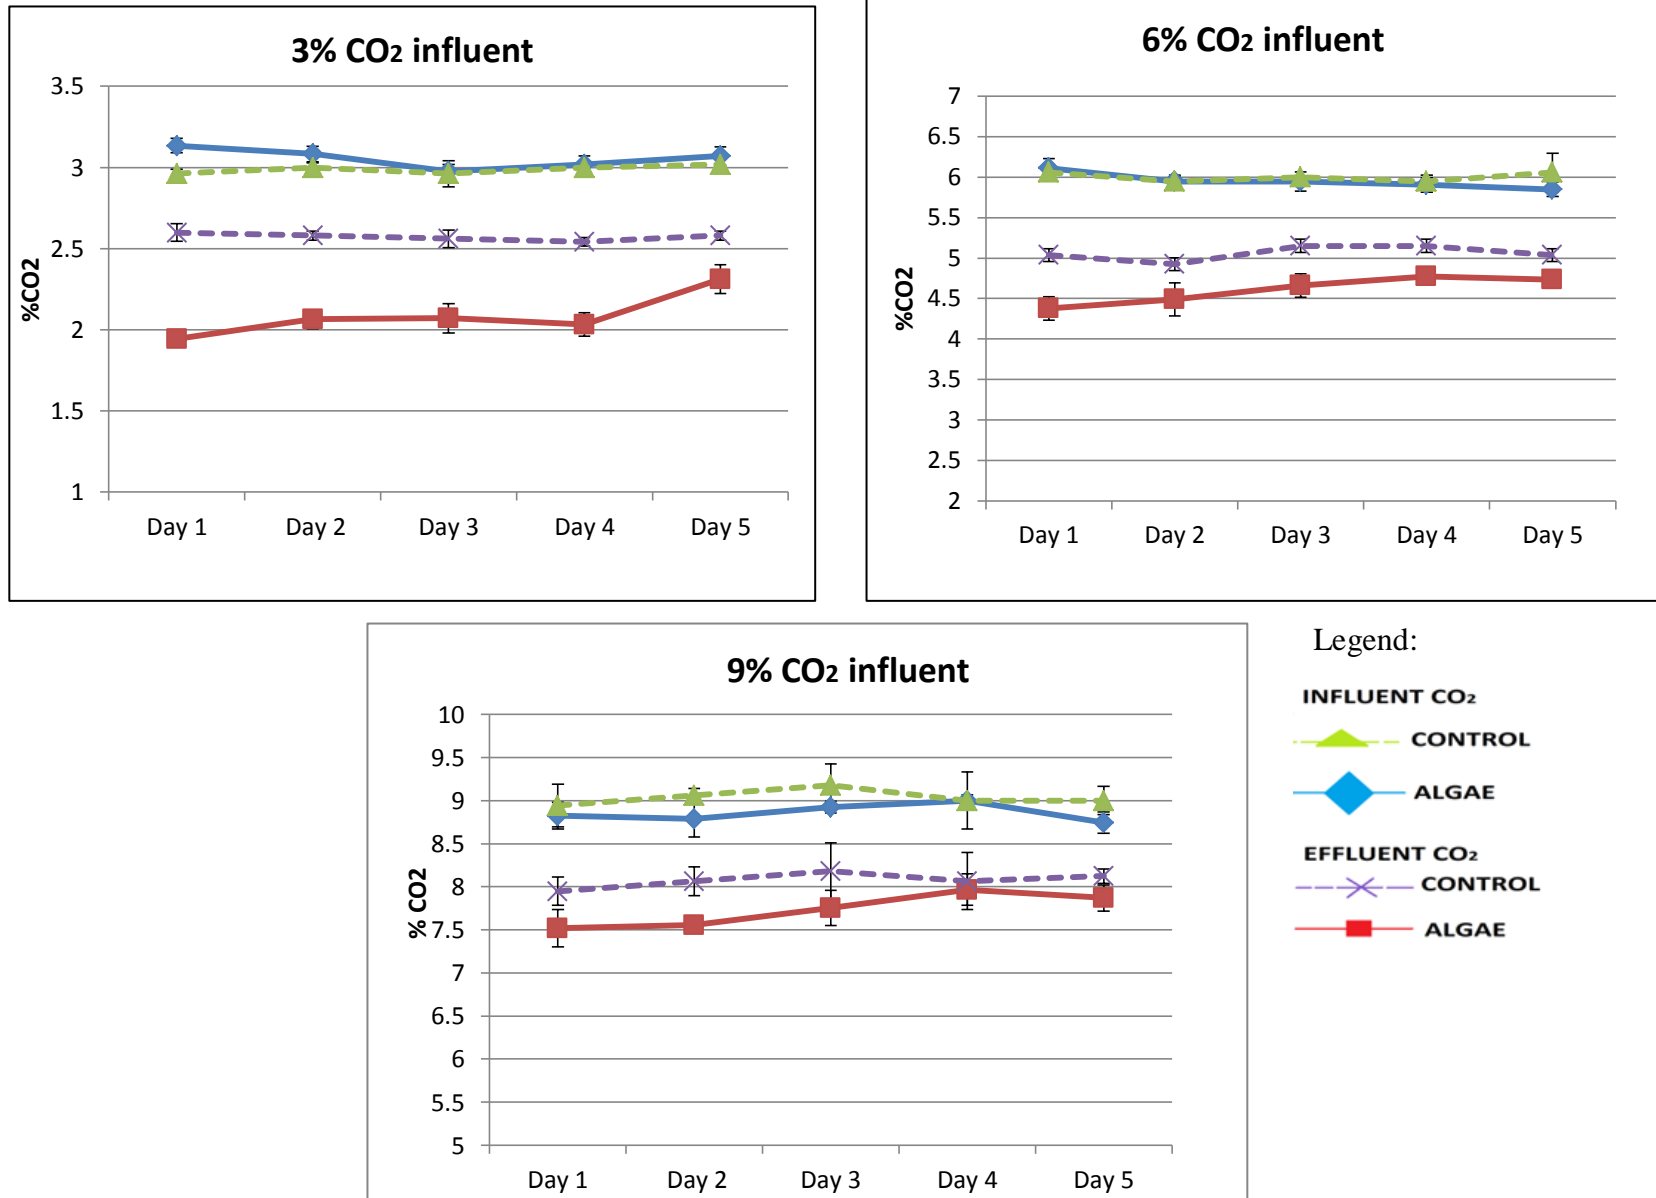 3% CO₂ influent
3.5
3
2.5
2
1.5
1
%CO2
Day 1 Day 2 Day 3 Day 4 Day 5
6% CO₂ influent
7
6.5
6
5.5
5
4.5
4
3.5
3
2.5
2
%CO2
Day 1 Day 2 Day 3 Day 4 Day 5
9% CO₂ influent
10
9.5
9
8.5
8
7.5
7
6.5
6
5.5
5
% CO2
Day 1 Day 2 Day 3 Day 4 Day 5
Legend:
INFLUENT CO₂
CONTROL
ALGAE
EFFLUENT CO₂
CONTROL
ALGAE